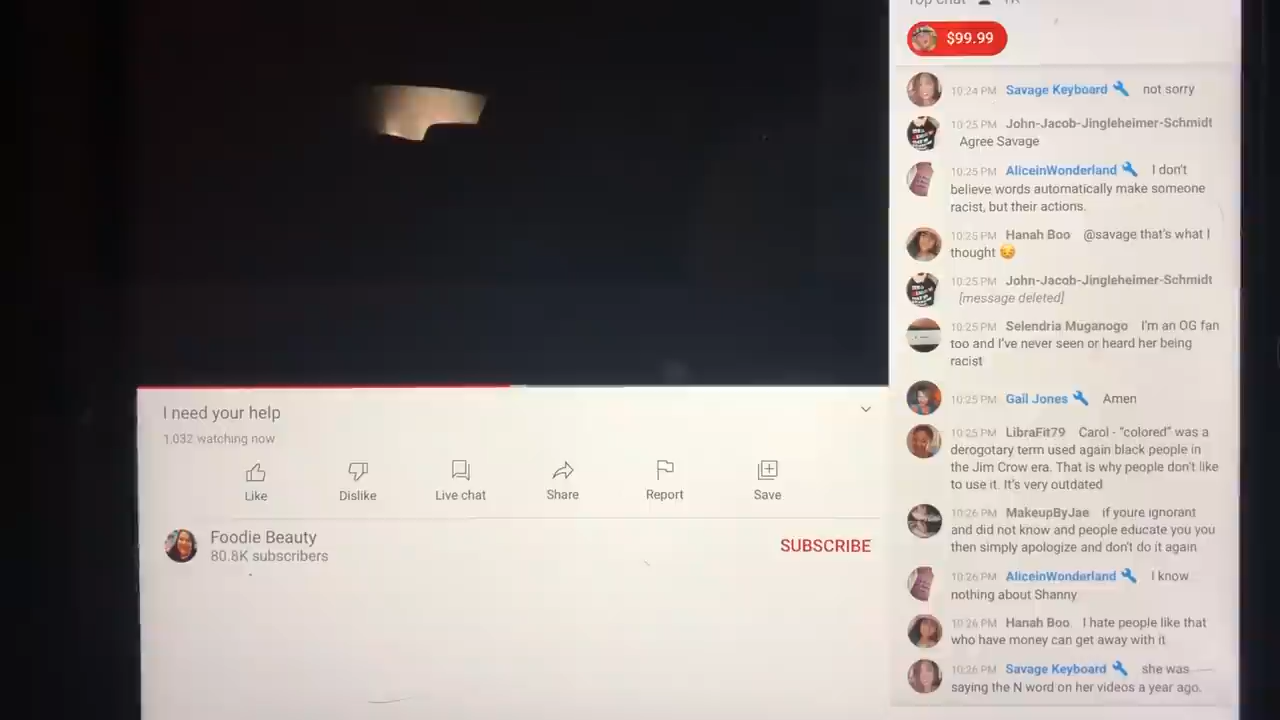 Top chat 1K
$99.99
10:24 PM Savage Keyboard not sorry
10:25 PM John-Jacob-Jingleheimer-Schmidt
Agree Savage
10:25 PM AliceinWonderland I don't
believe words automatically make someone
racist, but their actions.
10:25 PM Hanah Boo @savage that's what I
thought 😔
10:25 PM John-Jacob-Jingleheimer-Schmidt
[message deleted]
10:25 PM Selendria Muganogo I'm an OG fan
too and I've never seen or heard her being
racist
10:25 PM Gail Jones Amen
10:25 PM LibraFit79 Carol - “colored” was a
derogotary term used again black people in
the Jim Crow era. That is why people don't like
to use it. It's very outdated
10:26 PM MakeupByJae if youre ignorant
and did not know and people educate you you
then simply apologize and don't do it again
10:26 PM AliceinWonderland I know
nothing about Shanny
10:26 PM Hanah Boo I hate people like that
who have money can get away with it
10:26 PM Savage Keyboard she was
saying the N word on her videos a year ago.
I need your help
1,032 watching now
Like Dislike Live chat Share Report Save
Foodie Beauty
80.8K subscribers
SUBSCRIBE